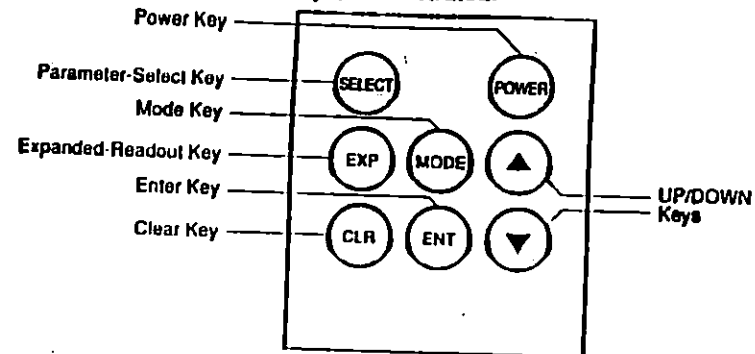 Power Key
Parameter-Select Key
SELECT
POWER
Mode Key
Expanded-Readout Key
EXP
MODE
▲
Enter Key
UP/DOWN
Keys
Clear Key
CLR
ENT
▼